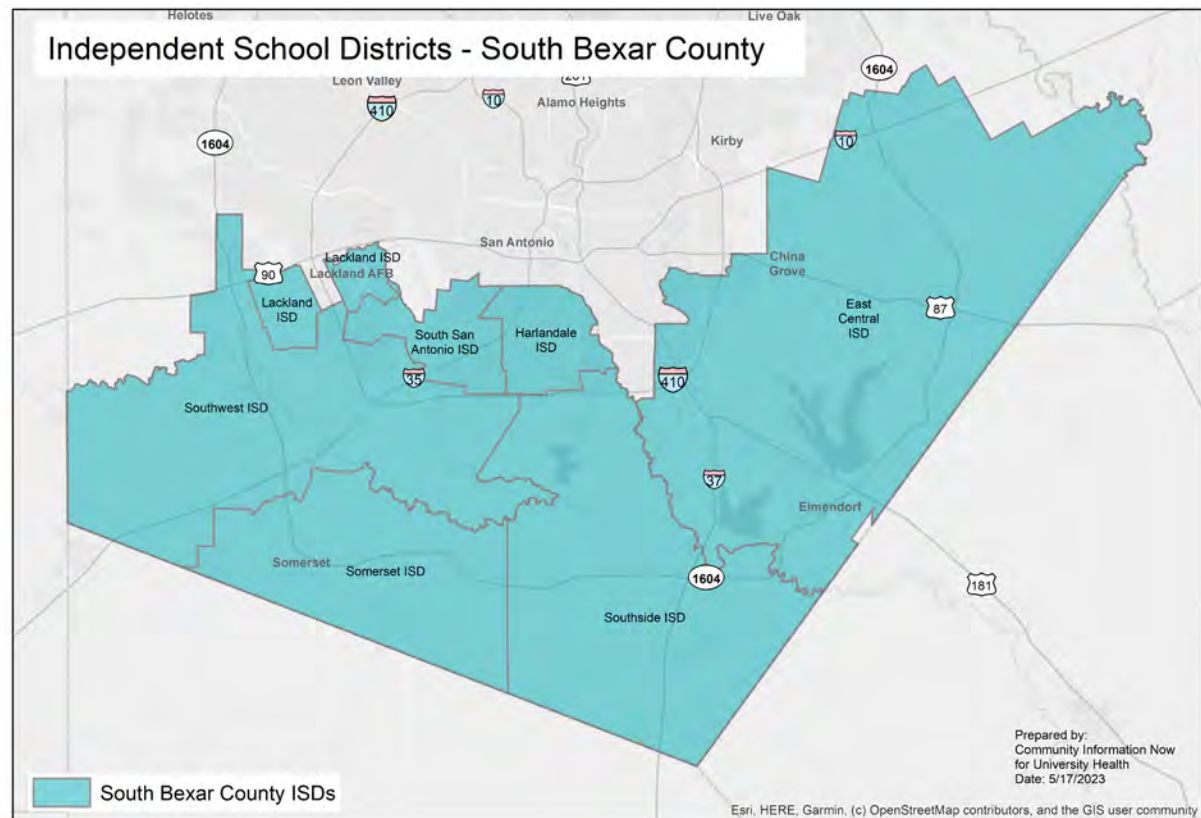 Helotes
Live Oak
Independent School Districts - South Bexar County
Leon Valley
410
10
Alamo Heights
1604
1604
Kirby
10
San Antonio
Lackland ISD
Lackland AFB
90
China
Grove
Lackland
ISD
South San
Antonio ISD
Harlandale
ISD
East
Central
ISD
87
35
410
Southwest ISD
37
Elmendorf
Somerset
Somerset ISD
1604
181
Southside ISD
Prepared by:
Community Information Now
for University Health
Date: 5/17/2023
South Bexar County ISDs
Esri, HERE, Garmin, (c) OpenStreetMap contributors, and the GIS user community